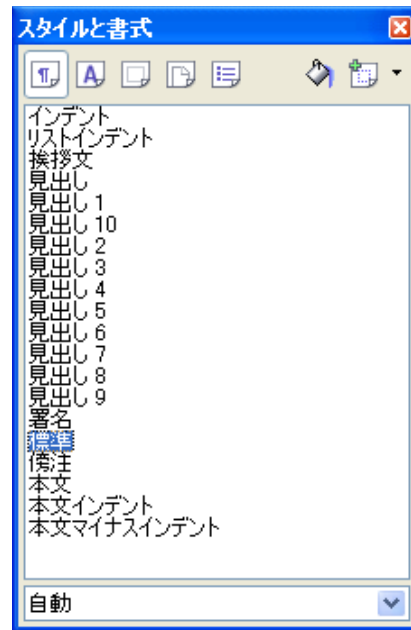 スタイルと書式
インデント
リストインデント
挨拶文
見出し
見出し 1
見出し 10
見出し 2
見出し 3
見出し 4
見出し 5
見出し 6
見出し 7
見出し 8
見出し 9
署名
標準
傍注
本文
本文インデント
本文マイナスインデント
自動